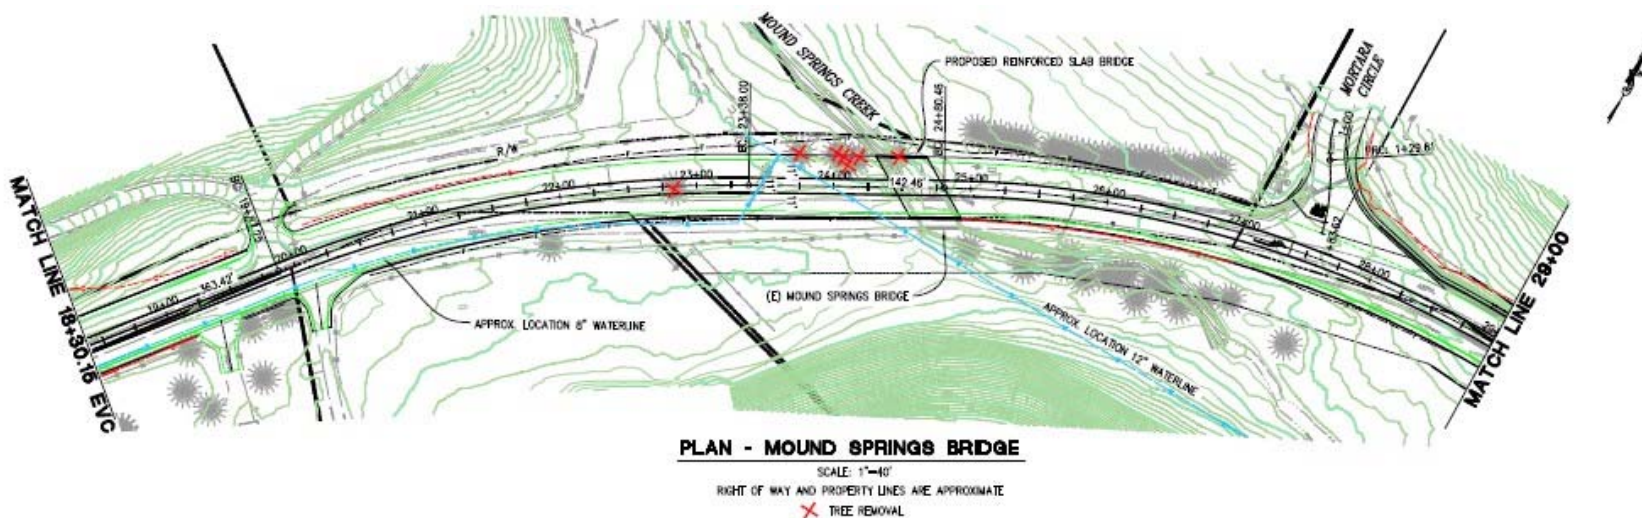 MOUND SPRINGS CREEK
PROPOSED REINFORCED SLAB BRIDGE
MORTARA
CIRCLE
R/W
23+38.00
24+80.46
142.46'
19+00
363.42'
20+00
21+00
22+00
23+00
24+00
25+00
26+00
28+00
11'
11'
MATCH LINE 18+30.15 EVC
MATCH LINE 29+00
(E) MOUND SPRINGS BRIDGE
APPROX. LOCATION 8" WATERLINE
APPROX. LOCATION 12" WATERLINE
PLAN - MOUND SPRINGS BRIDGE
SCALE: 1"=40'
RIGHT OF WAY AND PROPERTY LINES ARE APPROXIMATE
TREE REMOVAL